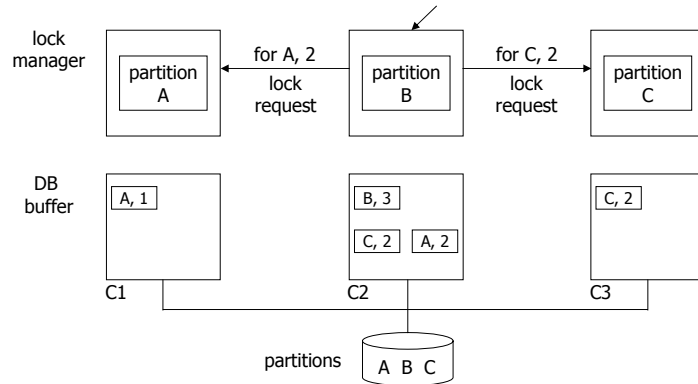 lock
manager
partition
A
for A, 2
lock
request
partition
B
for C, 2
lock
request
partition
C
DB
buffer
A, 1
B, 3
C, 2
A, 2
C, 2
C1
C2
C3
partitions
A B C